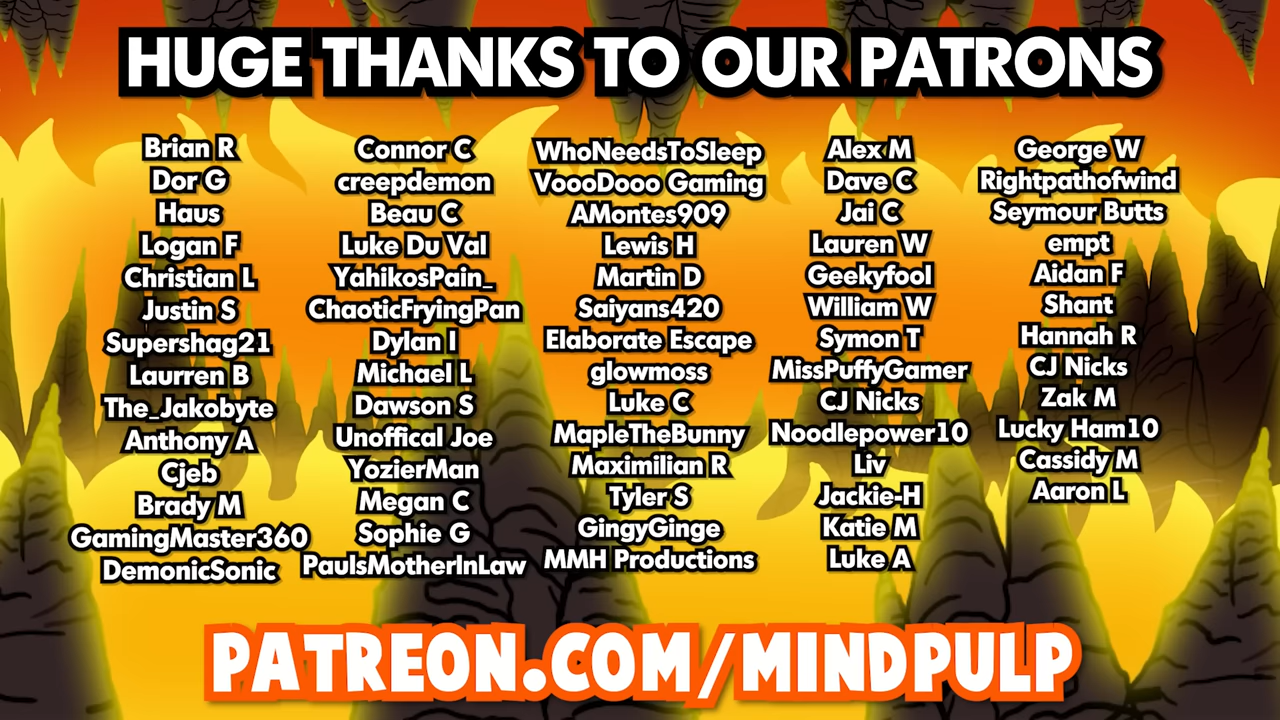 HUGE THANKS TO OUR PATRONS
Brian R
Dor G
Haus
Logan F
Christian L
Justin S
Supershag21
Laurren B
The_Jakobyte
Anthony A
Cjeb
Brady M
GamingMaster360
DemonicSonic
Connor C
creepdemon
Beau C
Luke Du Val
YahikosPain_
ChaoticFryingPan
Dylan I
Michael L
Dawson S
Unoffical Joe
YozierMan
Megan C
Sophie G
PaulsMotherInLaw
WhoNeedsToSleep
VoooDooo Gaming
AMontes909
Lewis H
Martin D
Saiyans420
Elaborate Escape
glowmoss
Luke C
MapleTheBunny
Maximilian R
Tyler S
GingyGinge
MMH Productions
Alex M
Dave C
Jai C
Lauren W
Geekyfool
William W
Symon T
MissPuffyGamer
CJ Nicks
Noodlepower10
Liv
Jackie-H
Katie M
Luke A
George W
Rightpathofwind
Seymour Butts
empt
Aidan F
Shant
Hannah R
CJ Nicks
Zak M
Lucky Ham10
Cassidy M
Aaron L
PATREON.COM/MINDPULP